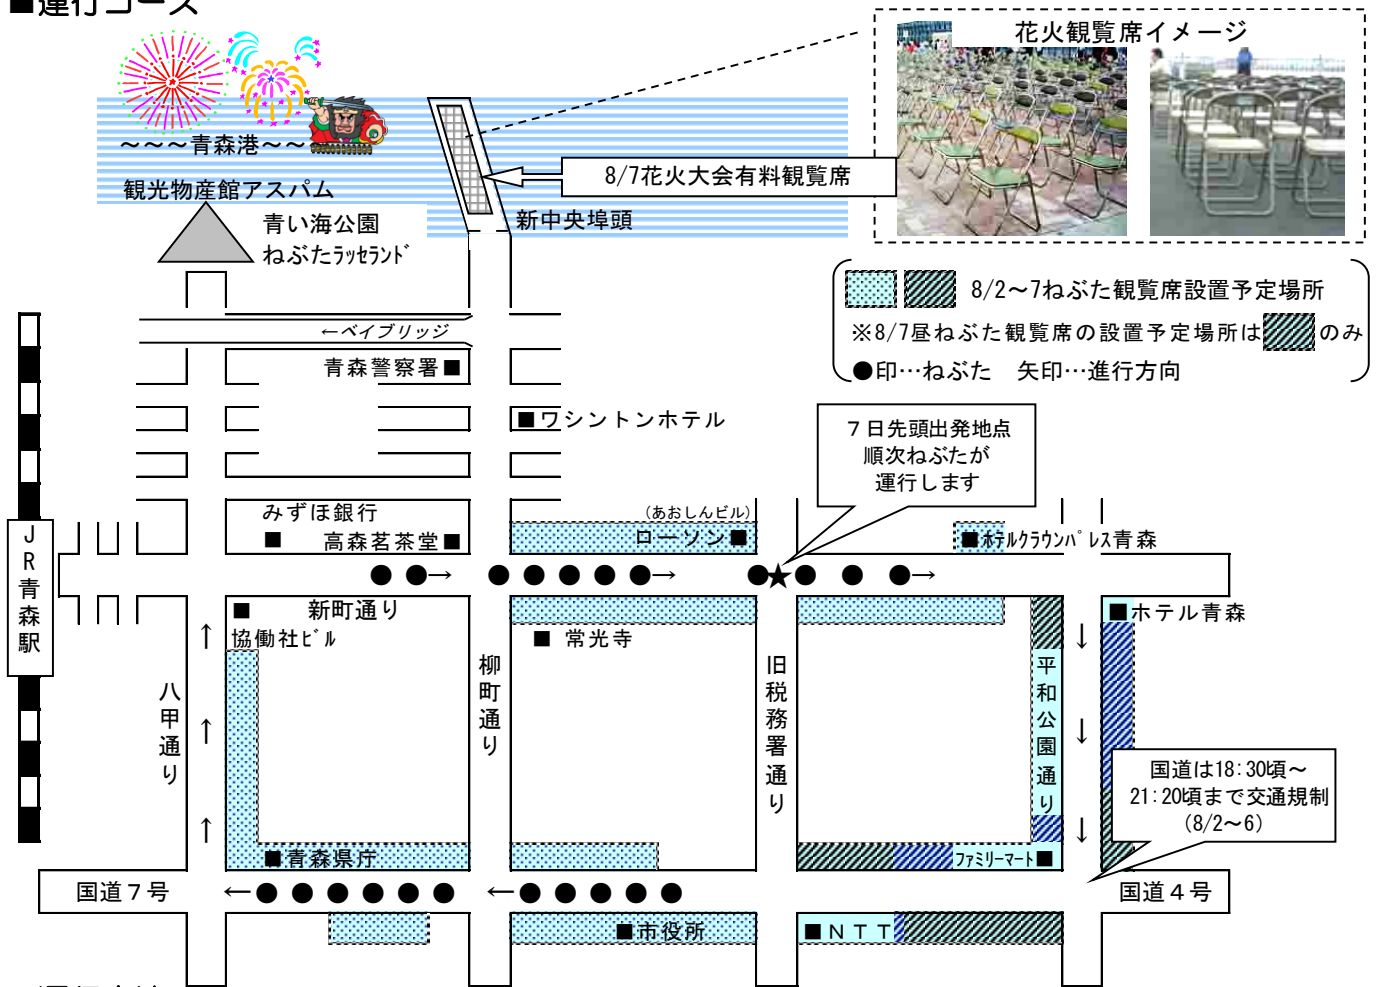 ■運行コース
花火観覧席イメージ
~~~青森港~~
観光物産館アスパム
青い海公園
ねぶたﾗｯｾﾗﾝﾄﾞ
8/7花火大会有料観覧席
新中央埠頭
8/2～7ねぶた観覧席設置予定場所
※8/7昼ねぶた観覧席の設置予定場所は のみ
●印…ねぶた 矢印…進行方向
←ベイブリッジ
青森警察署■
■ワシントンホテル
7日先頭出発地点
順次ねぶたが
運行します
みずほ銀行
■ 高森茗茶堂■
(あおしんビル)
ローソン■
■ﾎﾃﾙｸﾗｳﾝﾊﾟﾚｽ青森
JR青森駅
●●→ ●●●●●→ ●★● ● ●→
■ 新町通り
協働社ﾋﾞﾙ
■ 常光寺
■ホテル青森
八甲通り
柳町通り
旧税務署通り
平和公園通り
国道は18:30頃～
21:20頃まで交通規制
(8/2～6)
■青森県庁
ﾌｧﾐﾘｰﾏｰﾄ■
国道7号
←●●●●●● ←●●●●●
国道4号
■市役所
■NTT